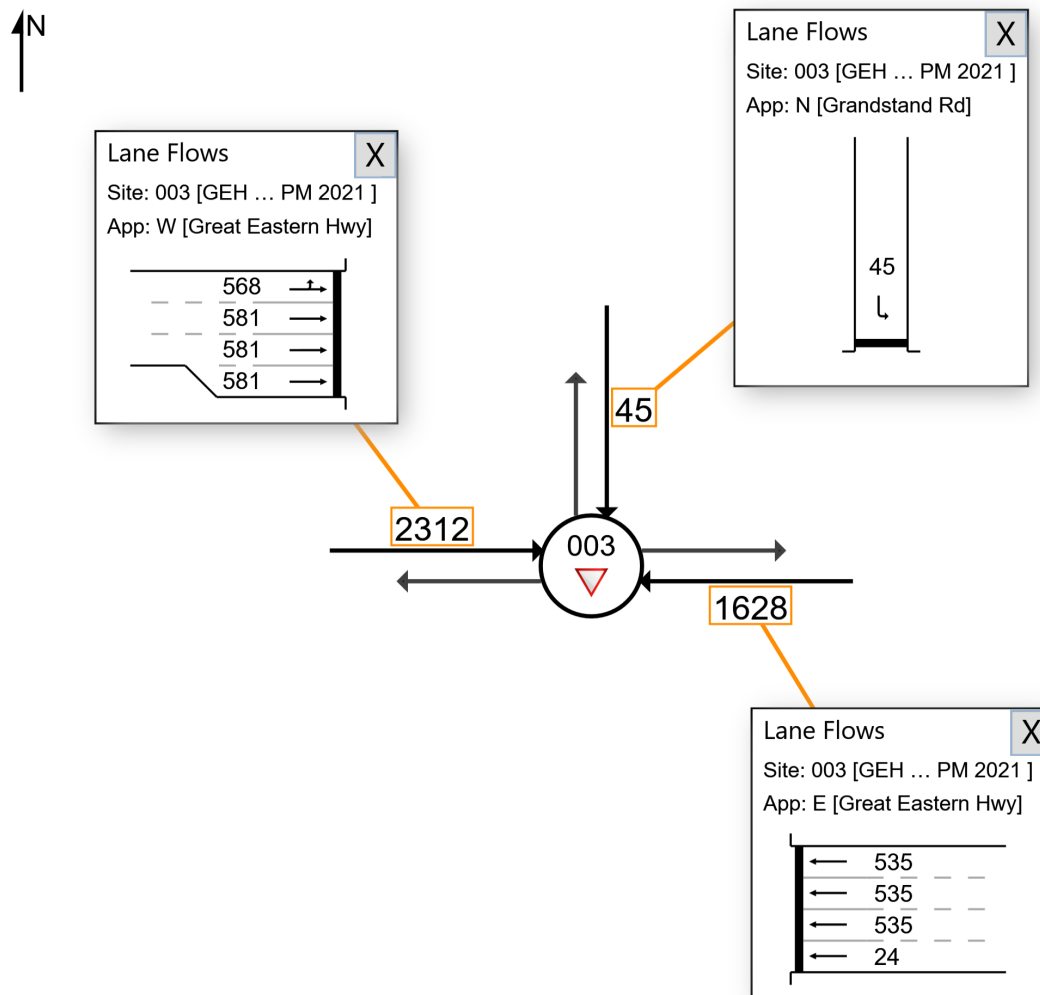 N
Lane Flows X
Site: 003 [GEH ... PM 2021 ]
App: N [Grandstand Rd]
45
Lane Flows X
Site: 003 [GEH ... PM 2021 ]
App: W [Great Eastern Hwy]
568
581
581
581
45
2312
003
1628
Lane Flows X
Site: 003 [GEH ... PM 2021 ]
App: E [Great Eastern Hwy]
535
535
535
24